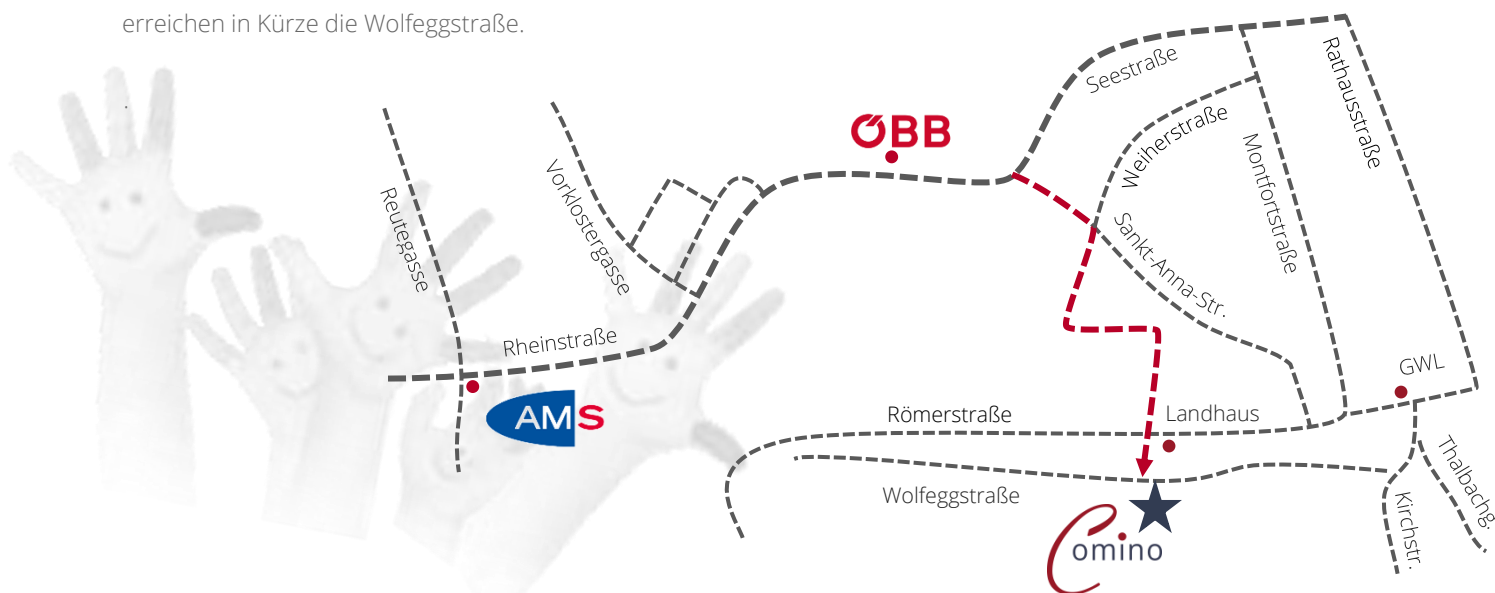 erreichen in Kürze die Wolfeggstraße.
Seestraße
Rathausstraße
ÖBB
Weiherstraße
Montfortstraße
Vorklostergasse
Reutegasse
Sankt-Anna-Str.
Rheinstraße
GWL
AMS
Römerstraße
Landhaus
Wolfeggstraße
Thalbachg.
Kirchstr.
Comino